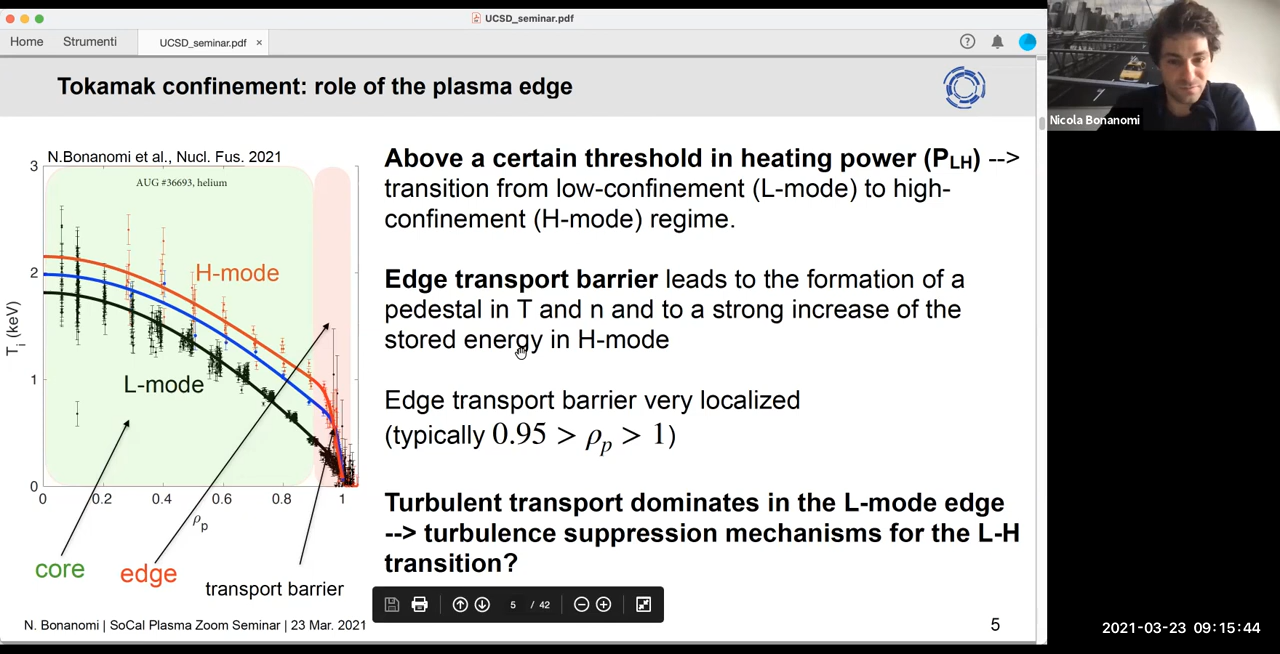 UCSD_seminar.pdf
Home Strumenti UCSD_seminar.pdf ×
Tokamak confinement: role of the plasma edge
Nicola Bonanomi
N.Bonanomi et al., Nucl. Fus. 2021
AUG #36693, helium
3
2
1
0
T_i (keV)
H-mode
L-mode
0 0.2 0.4 0.6 0.8 1
ρ_p
core
edge
transport barrier
Above a certain threshold in heating power (P_LH) -->
transition from low-confinement (L-mode) to high-
confinement (H-mode) regime.
Edge transport barrier leads to the formation of a
pedestal in T and n and to a strong increase of the
stored energy in H-mode
Edge transport barrier very localized
(typically 0.95 > ρ_p > 1)
Turbulent transport dominates in the L-mode edge
--> turbulence suppression mechanisms for the L-H
transition?
5 / 42
N. Bonanomi | SoCal Plasma Zoom Seminar | 23 Mar. 2021
5
2021-03-23 09:15:44